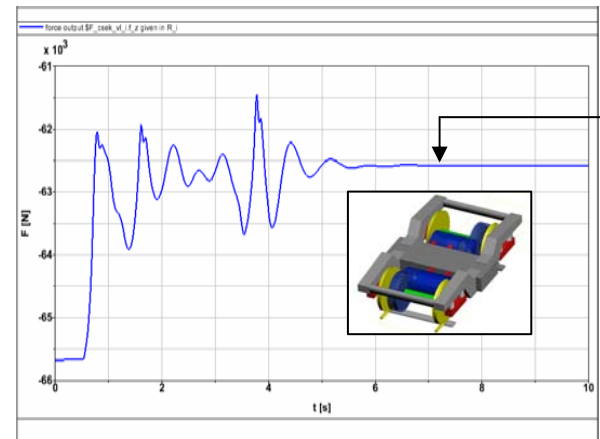 force output $F_csek_vl_i.f_z given in R_i
x 10³
-61
-62
-63
-64
-65
-66
F [N]
0 2 4 6 8 10
t [s]